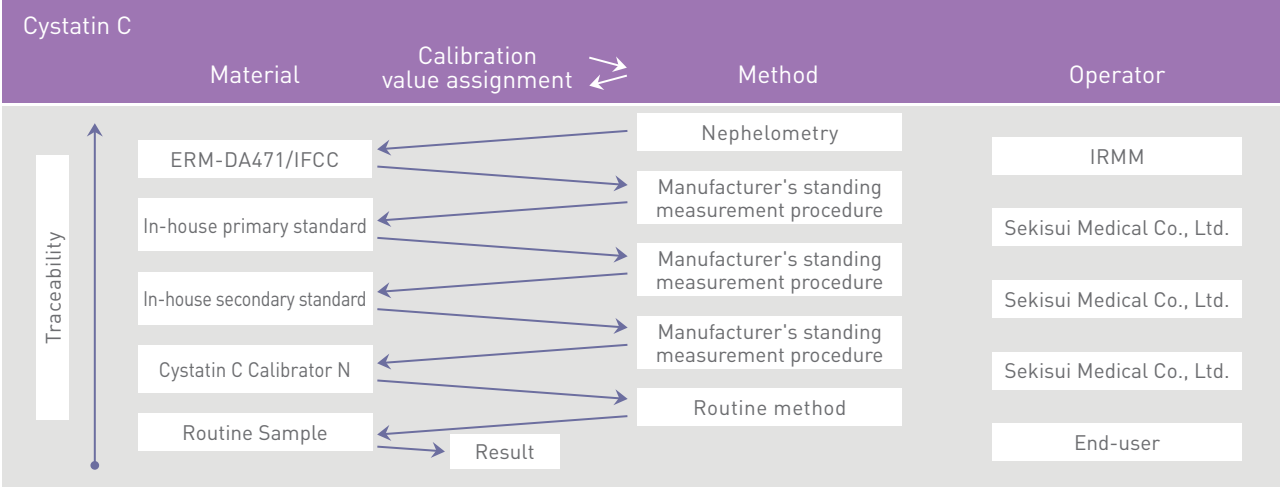 Cystatin C
Material
Calibration
value assignment
Method
Operator
Traceability
Nephelometry
ERM-DA471/IFCC
IRMM
Manufacturer's standing
measurement procedure
In-house primary standard
Sekisui Medical Co., Ltd.
Manufacturer's standing
measurement procedure
In-house secondary standard
Sekisui Medical Co., Ltd.
Manufacturer's standing
measurement procedure
Cystatin C Calibrator N
Sekisui Medical Co., Ltd.
Routine method
Routine Sample
End-user
Result